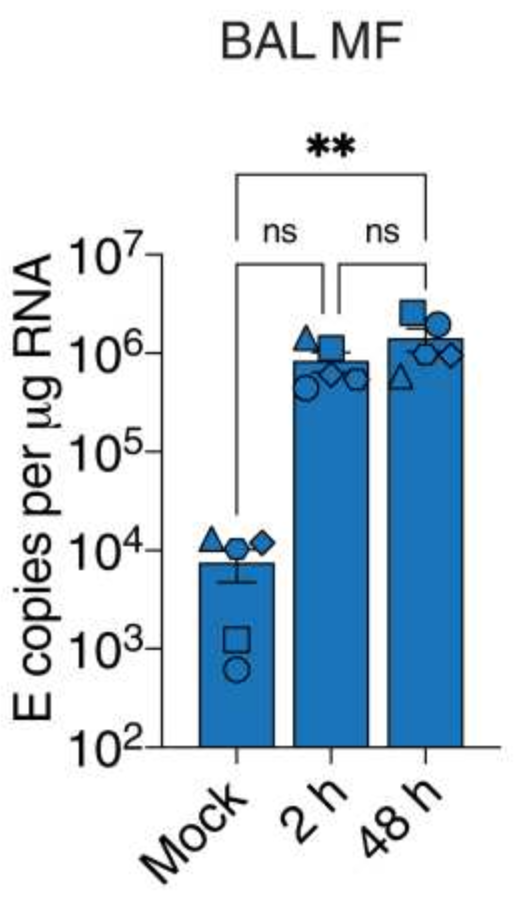 BAL MF
**
ns ns
E copies per µg RNA
10⁷
10⁶
10⁵
10⁴
10³
10²
Mock 2 h 48 h